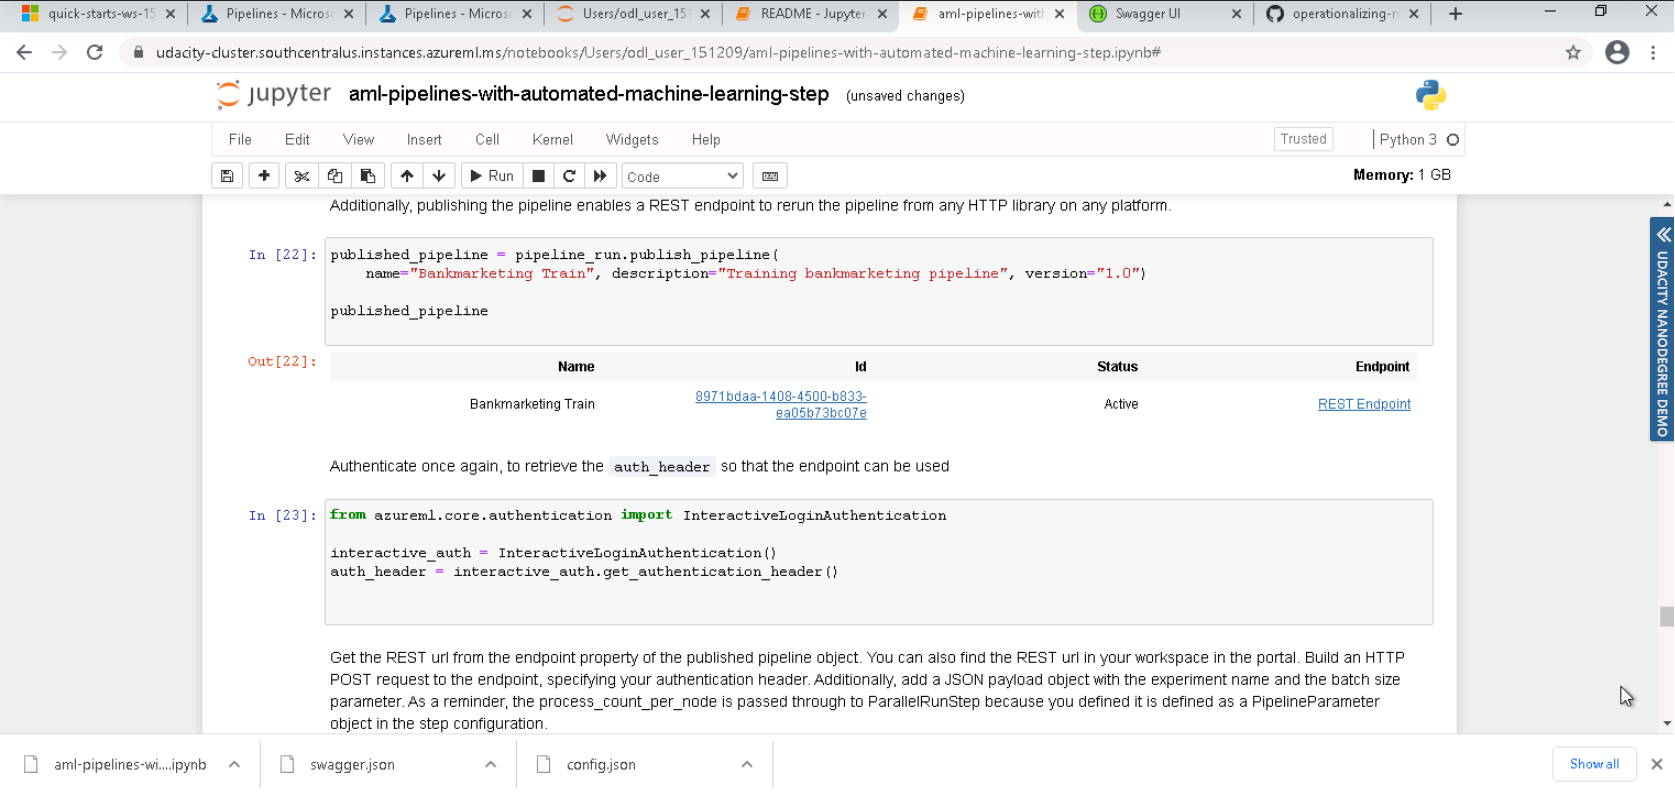 quick-starts-ws-15
Pipelines - Microso
Pipelines - Microso
Users/odl_user_151
README - Jupyter
aml-pipelines-with
Swagger UI
operationalizing-m
udacity-cluster.southcentralus.instances.azureml.ms/notebooks/Users/odl_user_151209/aml-pipelines-with-automated-machine-learning-step.ipynb#
jupyter aml-pipelines-with-automated-machine-learning-step (unsaved changes)
File Edit View Insert Cell Kernel Widgets Help Trusted Python 3
Run Code Memory: 1 GB
Additionally, publishing the pipeline enables a REST endpoint to rerun the pipeline from any HTTP library on any platform.
In [22]: published_pipeline = pipeline_run.publish_pipeline(
name="Bankmarketing Train", description="Training bankmarketing pipeline", version="1.0")
published_pipeline
Out[22]:
Name Id Status Endpoint
Bankmarketing Train 8971bdaa-1408-4500-b833-
ea05b73bc07e Active REST Endpoint
Authenticate once again, to retrieve the auth_header so that the endpoint can be used
In [23]: from azureml.core.authentication import InteractiveLoginAuthentication
interactive_auth = InteractiveLoginAuthentication()
auth_header = interactive_auth.get_authentication_header()
Get the REST url from the endpoint property of the published pipeline object. You can also find the REST url in your workspace in the portal. Build an HTTP
POST request to the endpoint, specifying your authentication header. Additionally, add a JSON payload object with the experiment name and the batch size
parameter. As a reminder, the process_count_per_node is passed through to ParallelRunStep because you defined it is defined as a PipelineParameter
object in the step configuration.
UDACITY NANODEGREE DEMO
aml-pipelines-wi....ipynb
swagger.json
config.json
Show all